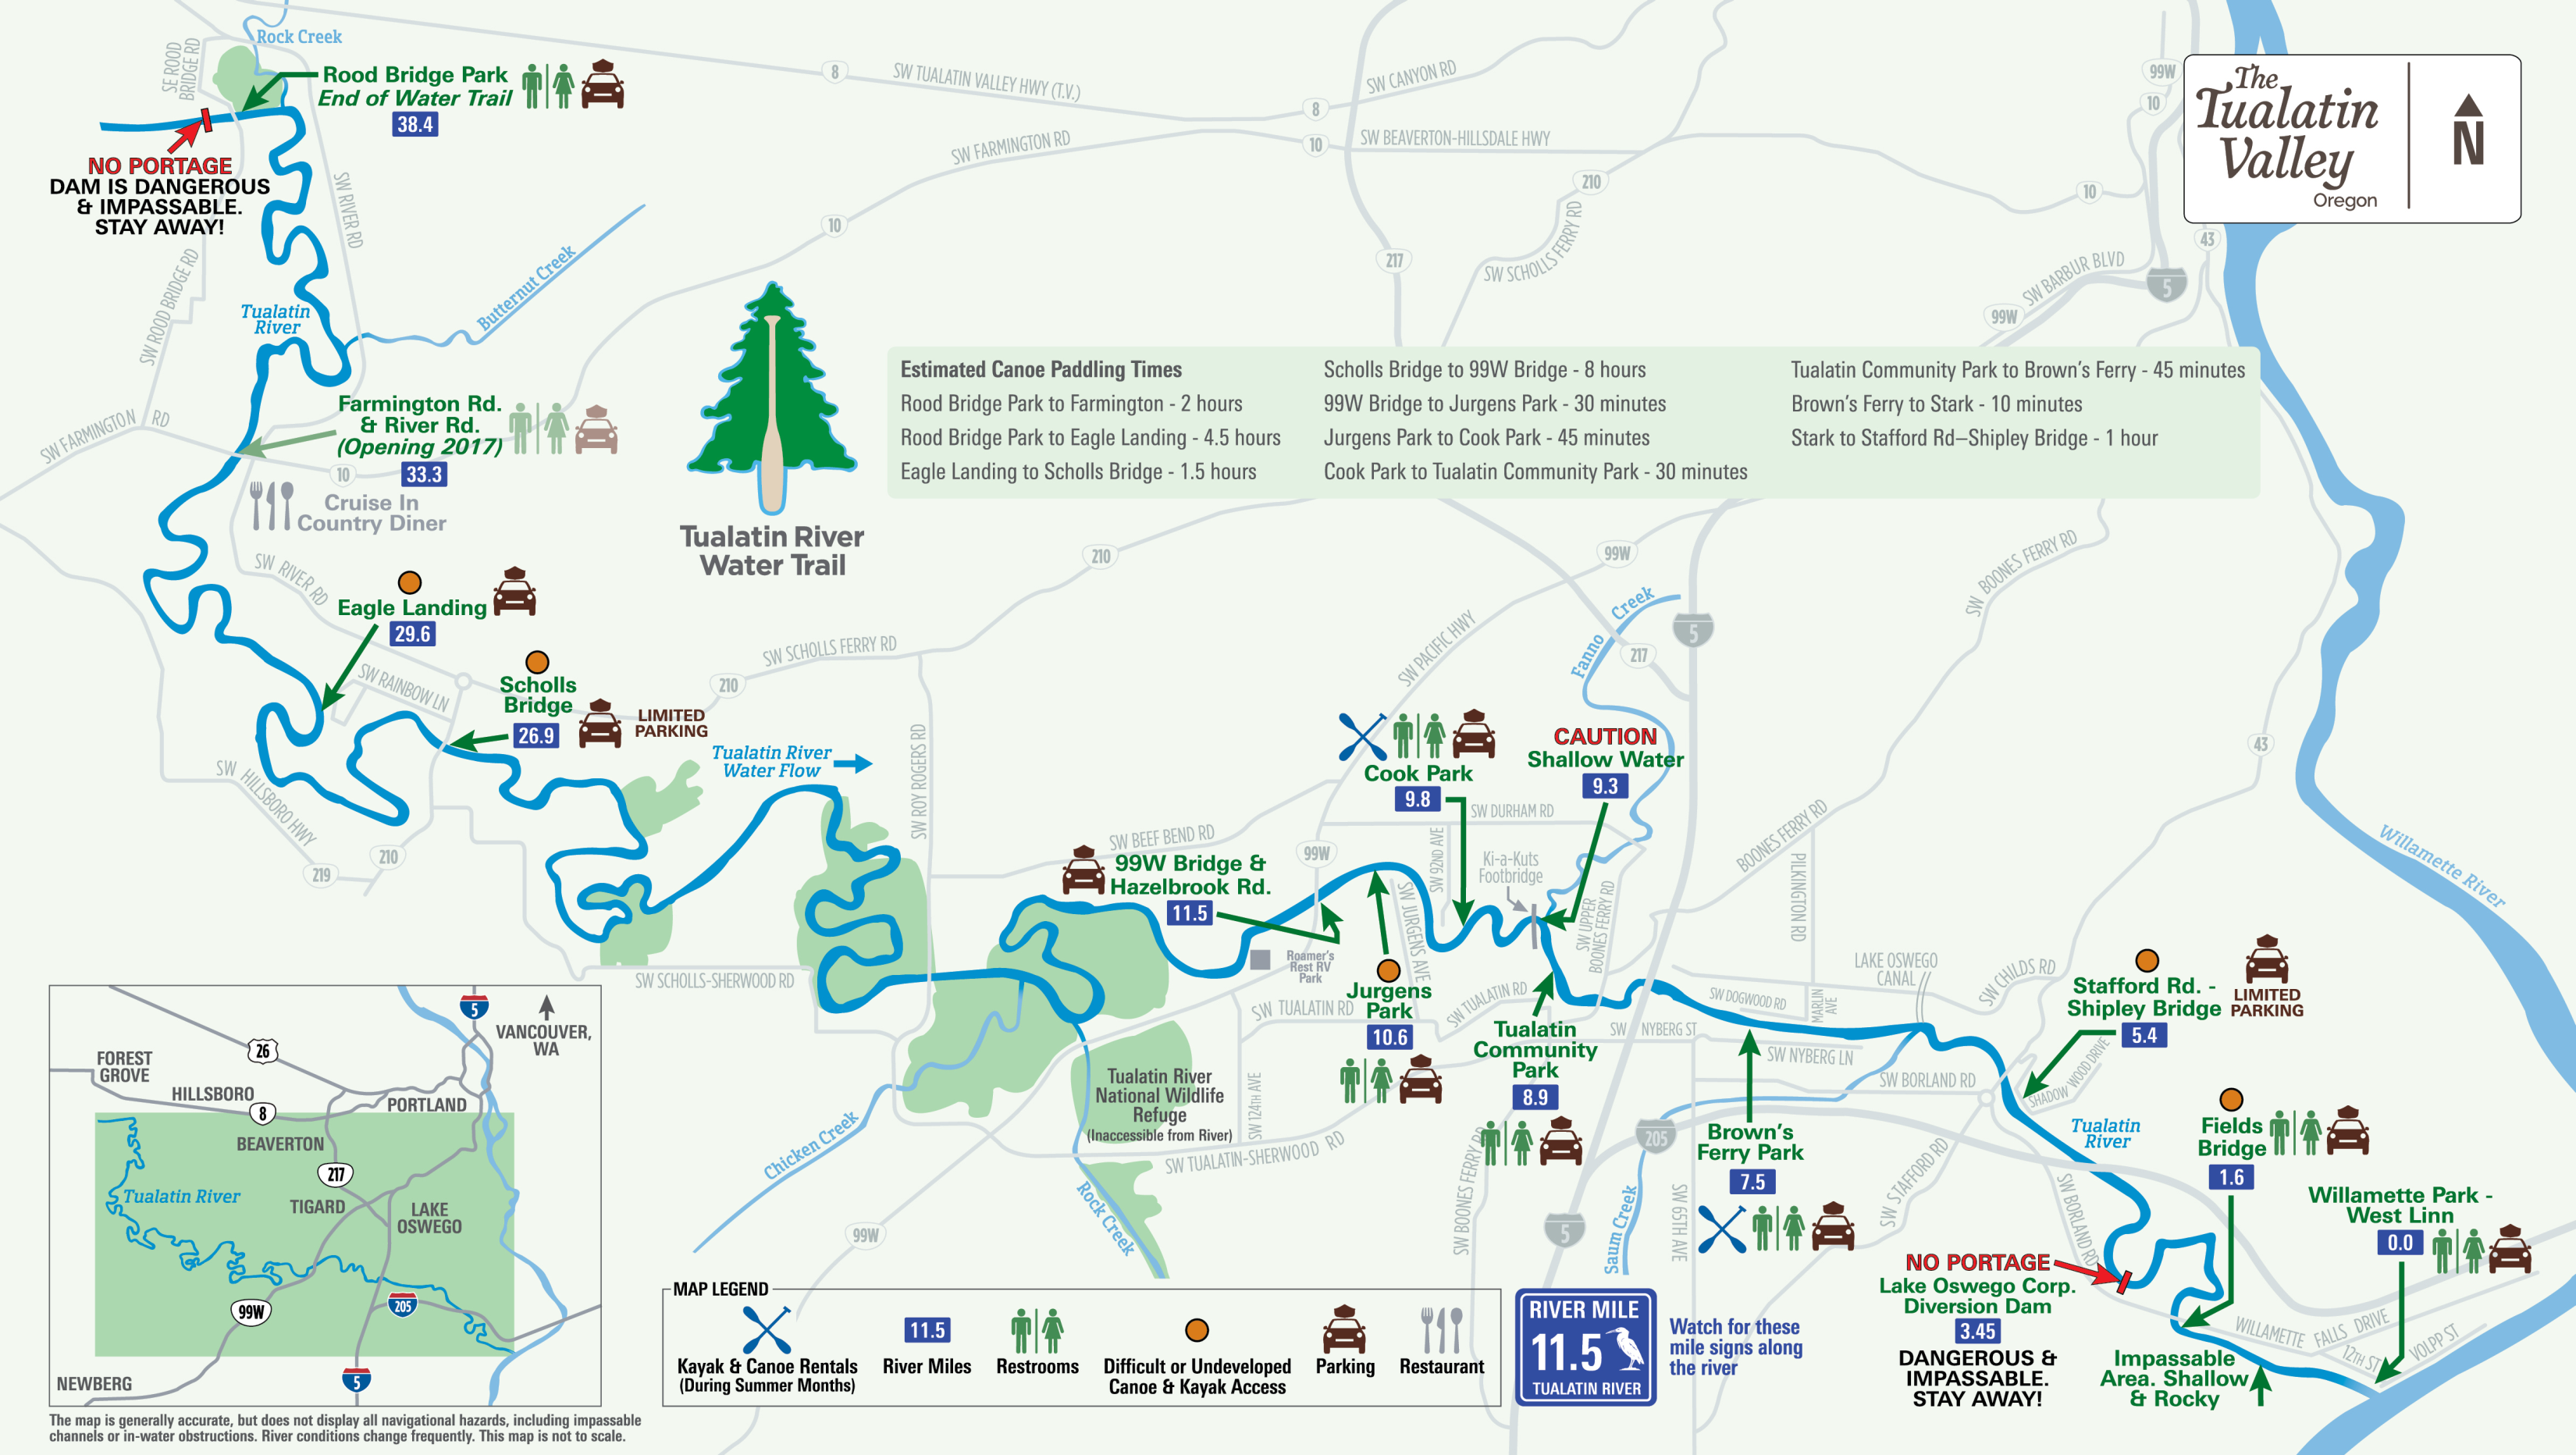 Rock Creek
SE ROOD
BRIDGE RD
Rood Bridge Park
End of Water Trail
38.4
NO PORTAGE
DAM IS DANGEROUS
& IMPASSABLE.
STAY AWAY!
SW RIVER RD
SW ROOD BRIDGE RD
Tualatin
River
Butternut Creek
8
SW TUALATIN VALLEY HWY (T.V.)
8
SW CANYON RD
SW FARMINGTON RD
10
SW BEAVERTON-HILLSDALE HWY
10
217
210
SW SCHOLLS FERRY RD
99W
10
10
43
SW BARBUR BLVD
5
99W
The
Tualatin
Valley
Oregon
N
Estimated Canoe Paddling Times
Rood Bridge Park to Farmington - 2 hours
Rood Bridge Park to Eagle Landing - 4.5 hours
Eagle Landing to Scholls Bridge - 1.5 hours
Scholls Bridge to 99W Bridge - 8 hours
99W Bridge to Jurgens Park - 30 minutes
Jurgens Park to Cook Park - 45 minutes
Cook Park to Tualatin Community Park - 30 minutes
Tualatin Community Park to Brown's Ferry - 45 minutes
Brown's Ferry to Stark - 10 minutes
Stark to Stafford Rd–Shipley Bridge - 1 hour
SW FARMINGTON RD
Farmington Rd.
& River Rd.
(Opening 2017)
33.3
10
Cruise In
Country Diner
Tualatin River
Water Trail
SW RIVER RD
Eagle Landing
29.6
SW RAINBOW LN
Scholls
Bridge
26.9
LIMITED
PARKING
210
SW SCHOLLS FERRY RD
210
SW HILLSBORO HWY
219
210
Tualatin River
Water Flow
SW ROY ROGERS RD
SW SCHOLLS-SHERWOOD RD
SW BEEF BEND RD
99W Bridge &
Hazelbrook Rd.
11.5
99W
Roamer's
Rest RV
Park
SW PACIFIC HWY
99W
Fanno Creek
217
5
Cook Park
9.8
CAUTION
Shallow Water
9.3
SW DURHAM RD
SW 92ND AVE
Ki-a-Kuts
Footbridge
SW JURGENS AVE
SW UPPER
BOONES FERRY RD
Jurgens
Park
10.6
SW TUALATIN RD
SW TUALATIN RD
Tualatin
Community
Park
8.9
SW NYBERG ST
SW NYBERG LN
SW DOGWOOD RD
MARLIN
AVE
PILKINGTON RD
BOONES FERRY RD
SW BOONES FERRY RD
43
Willamette River
LAKE OSWEGO
CANAL
SW CHILDS RD
Stafford Rd. -
Shipley Bridge
5.4
LIMITED
PARKING
SW BORLAND RD
SHADOW WOOD DRIVE
Tualatin
River
Fields
Bridge
1.6
Willamette Park -
West Linn
0.0
SW STAFFORD RD
SW BORLAND RD
NO PORTAGE
Lake Oswego Corp.
Diversion Dam
3.45
DANGEROUS &
IMPASSABLE.
STAY AWAY!
WILLAMETTE FALLS DRIVE
12TH ST
VOLPP ST
Impassable
Area. Shallow
& Rocky
Brown's
Ferry Park
7.5
205
SW 65TH AVE
Saum Creek
5
SW BOONES FERRY RD
SW TUALATIN-SHERWOOD RD
SW 124TH AVE
Tualatin River
National Wildlife
Refuge
(Inaccessible from River)
Chicken Creek
Rock Creek
99W
5
VANCOUVER,
WA
26
FOREST
GROVE
HILLSBORO
8
PORTLAND
BEAVERTON
217
Tualatin River
TIGARD
LAKE
OSWEGO
99W
205
5
NEWBERG
The map is generally accurate, but does not display all navigational hazards, including impassable
channels or in-water obstructions. River conditions change frequently. This map is not to scale.
MAP LEGEND
Kayak & Canoe Rentals
(During Summer Months)
11.5
River Miles
Restrooms
Difficult or Undeveloped
Canoe & Kayak Access
Parking
Restaurant
RIVER MILE
11.5
TUALATIN RIVER
Watch for these
mile signs along
the river